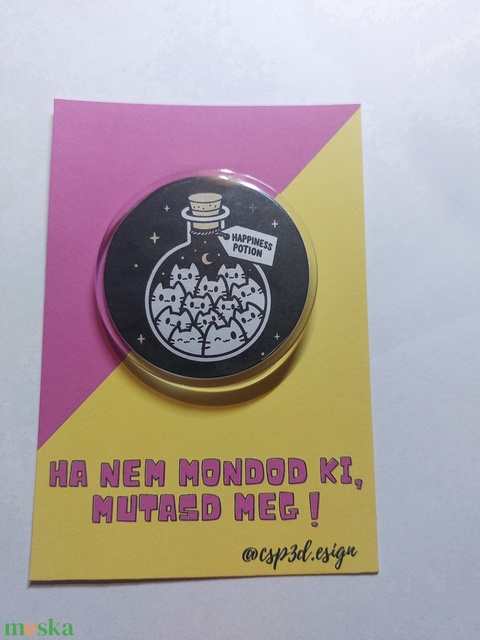 HAPPINESS
POTION
HA NEM MONDOD KI,
MUTASD MEG!
@csp3d.esign
meska